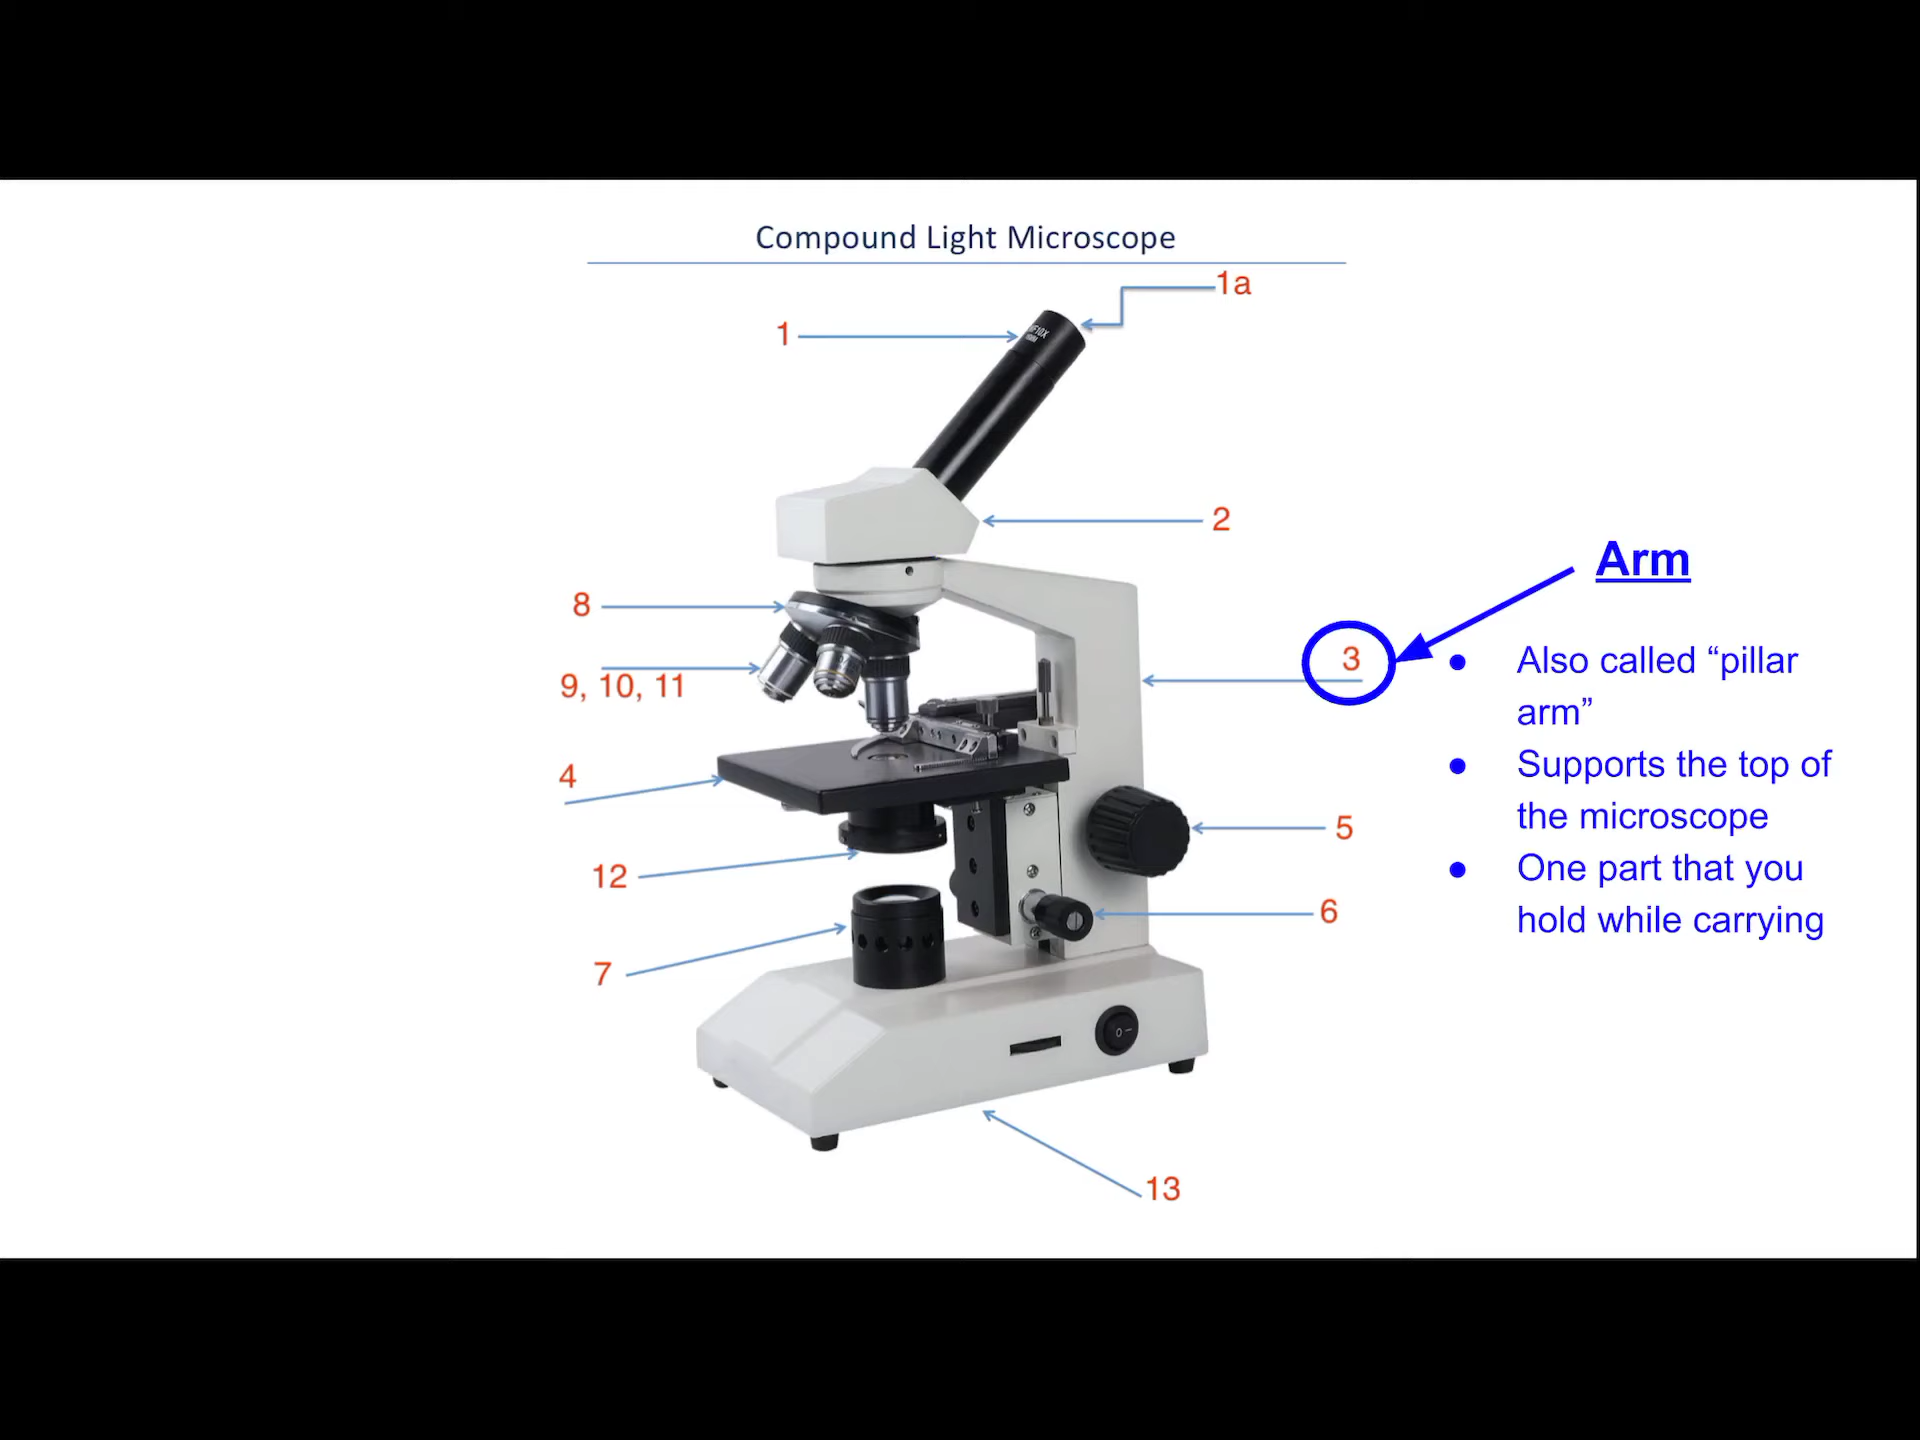 Compound Light Microscope
1a
1
2
Arm
8
3
9, 10, 11
● Also called “pillar
arm”
● Supports the top of
the microscope
● One part that you
hold while carrying
4
5
12
6
7
13